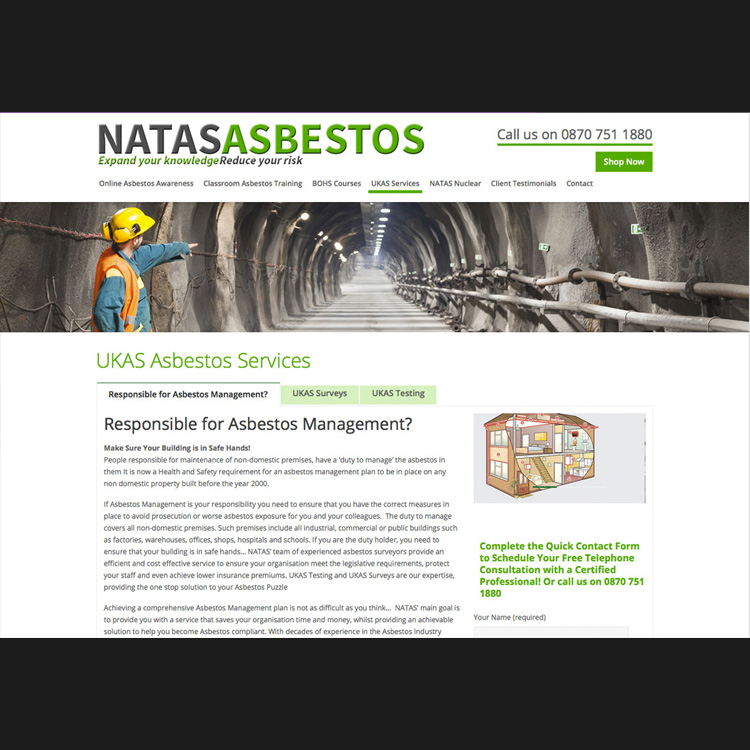 NATASASBESTOS
Expand your knowledgeReduce your risk
Call us on 0870 751 1880
Shop Now
Online Asbestos Awareness Classroom Asbestos Training BOHS Courses UKAS Services NATAS Nuclear Client Testimonials Contact
UKAS Asbestos Services
Responsible for Asbestos Management? UKAS Surveys UKAS Testing
Responsible for Asbestos Management?
Make Sure Your Building is in Safe Hands!
People responsible for maintenance of non-domestic premises, have a ‘duty to manage’ the asbestos in
them It is now a Health and Safety requirement for an asbestos management plan to be in place on any
non domestic property built before the year 2000.
If Asbestos Management is your responsibility you need to ensure that you have the correct measures in
place to avoid prosecution or worse asbestos exposure for you and your colleagues. The duty to manage
covers all non-domestic premises. Such premises include all industrial, commercial or public buildings such
as factories, warehouses, offices, shops, hospitals and schools. If you are the duty holder, you need to
ensure that your building is in safe hands... NATAS’ team of experienced asbestos surveyors provide an
efficient and cost effective service to ensure your organisation meet the legislative requirements, protect
your staff and even achieve lower insurance premiums. UKAS Testing and UKAS Surveys are our expertise,
providing the one stop solution to your Asbestos Puzzle
Achieving a comprehensive Asbestos Management plan is not as difficult as you think... NATAS’ main goal is
to provide you with a service that saves your organisation time and money, whilst providing an achievable
solution to help you become Asbestos compliant. With decades of experience in the Asbestos Industry
Complete the Quick Contact Form
to Schedule Your Free Telephone
Consultation with a Certified
Professional! Or call us on 0870 751
1880
Your Name (required)